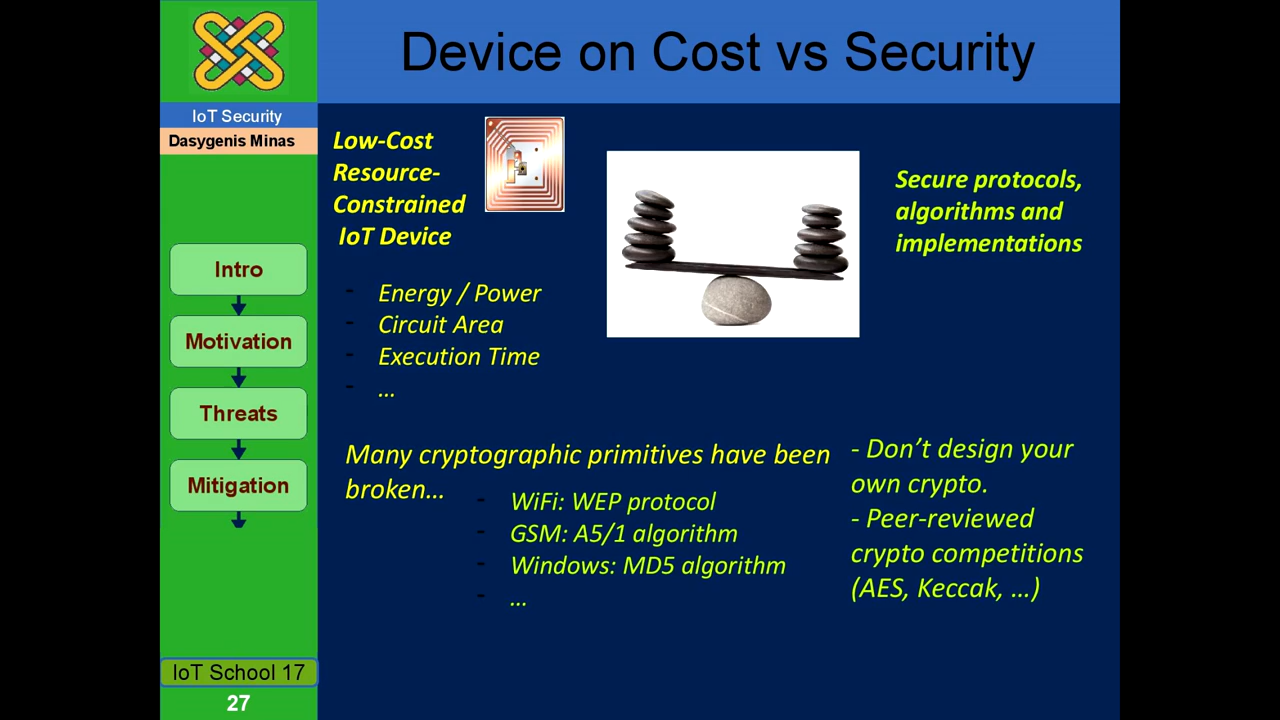 Device on Cost vs Security
IoT Security
Dasygenis Minas
Intro
Motivation
Threats
Mitigation
IoT School 17
27
Low-Cost
Resource-
Constrained
IoT Device
- Energy / Power
- Circuit Area
- Execution Time
- …
Secure protocols,
algorithms and
implementations
Many cryptographic primitives have been
broken…
- WiFi: WEP protocol
- GSM: A5/1 algorithm
- Windows: MD5 algorithm
- …
- Don’t design your
own crypto.
- Peer-reviewed
crypto competitions
(AES, Keccak, …)